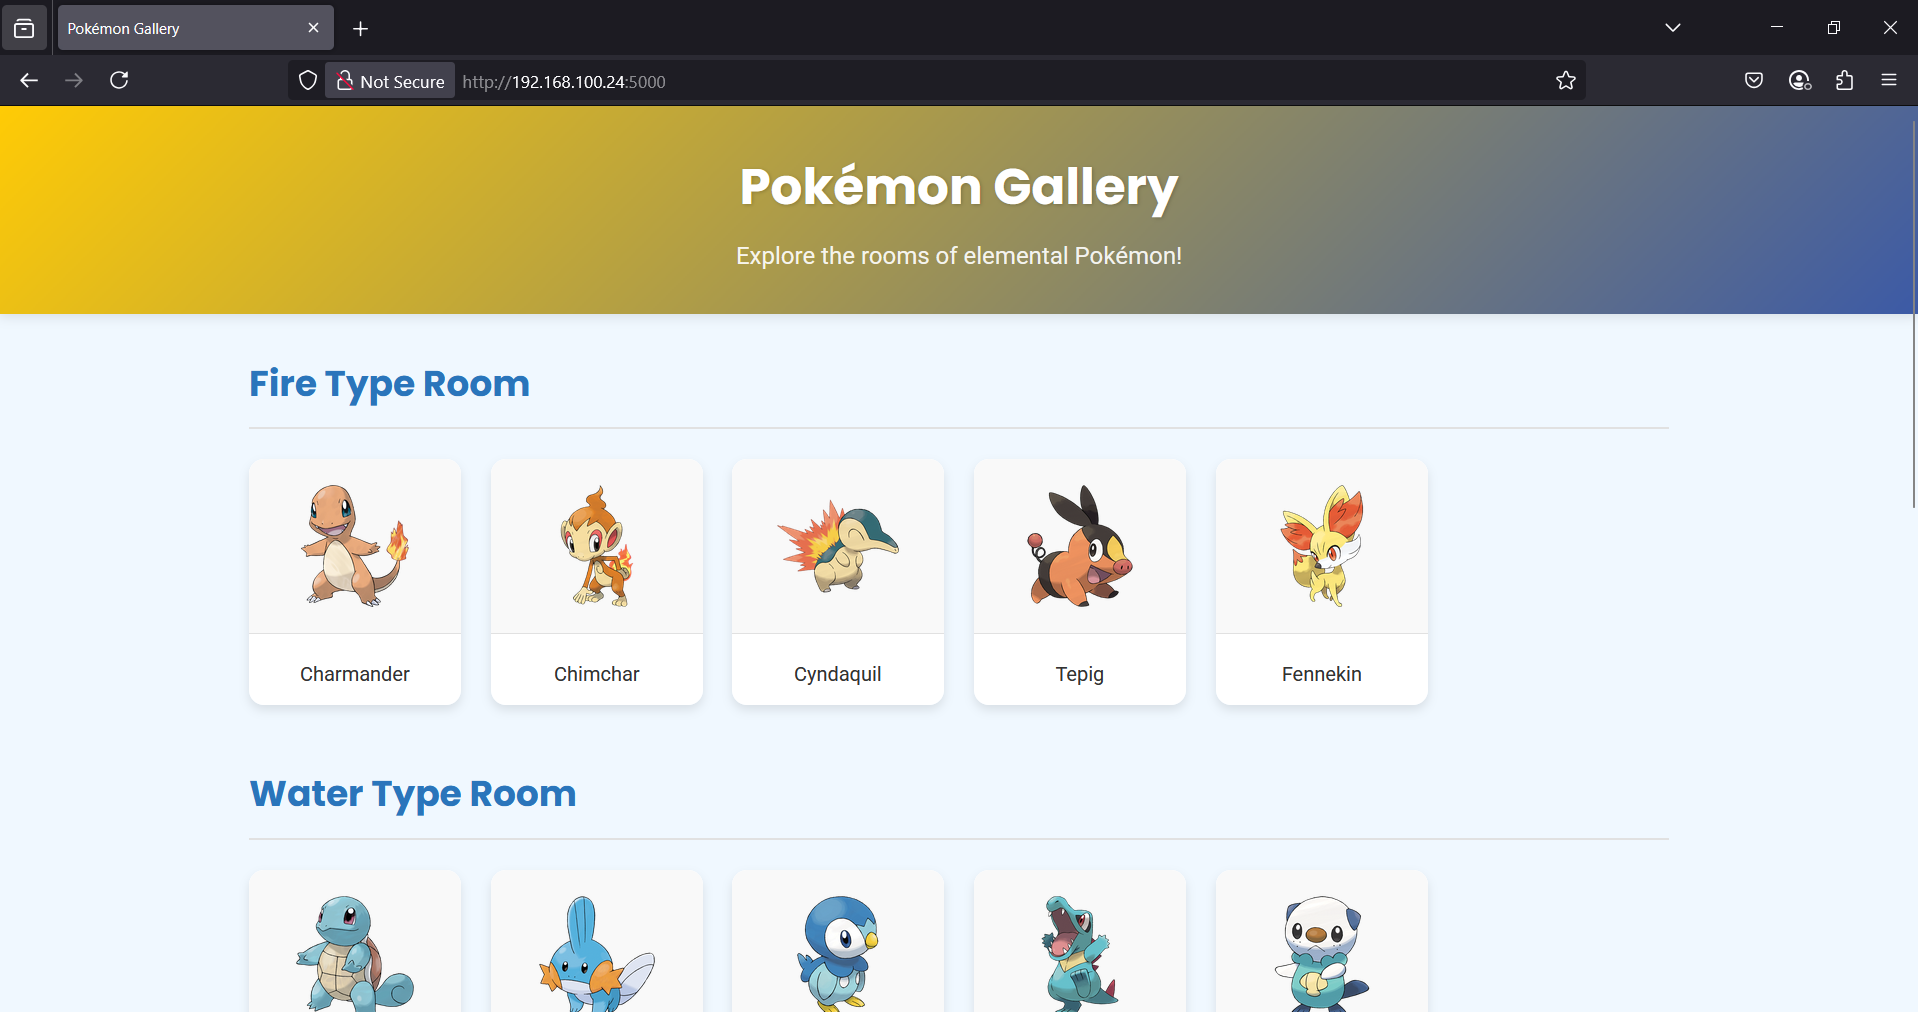 Pokémon Gallery
Not Secure http://192.168.100.24:5000
Pokémon Gallery
Explore the rooms of elemental Pokémon!
Fire Type Room
Charmander
Chimchar
Cyndaquil
Tepig
Fennekin
Water Type Room